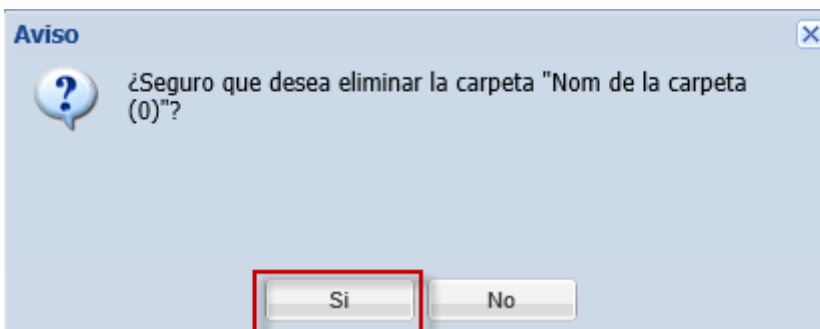 Aviso
¿Seguro que desea eliminar la carpeta "Nom de la carpeta
(0)"?
Si
No